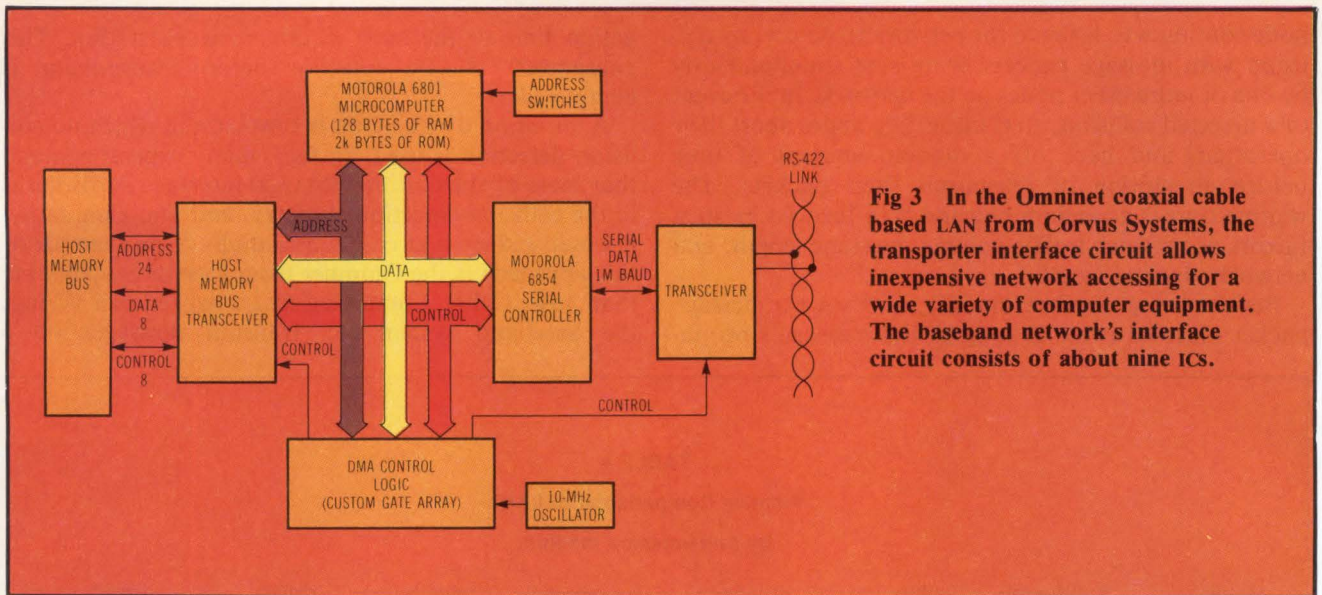 MOTOROLA 6801
MICROCOMPUTER
(128 BYTES OF RAM
2k BYTES OF ROM)
ADDRESS
SWITCHES
HOST
MEMORY
BUS
ADDRESS
24
DATA
8
CONTROL
8
HOST
MEMORY
BUS
TRANSCEIVER
ADDRESS
DATA
CONTROL
CONTROL
MOTOROLA
6854
SERIAL
CONTROLLER
SERIAL
DATA
1M BAUD
TRANSCEIVER
RS-422
LINK
CONTROL
DMA CONTROL
LOGIC
(CUSTOM GATE ARRAY)
10-MHz
OSCILLATOR
Fig 3 In the Omninet coaxial cable
based LAN from Corvus Systems, the
transporter interface circuit allows
inexpensive network accessing for a
wide variety of computer equipment.
The baseband network's interface
circuit consists of about nine ICs.